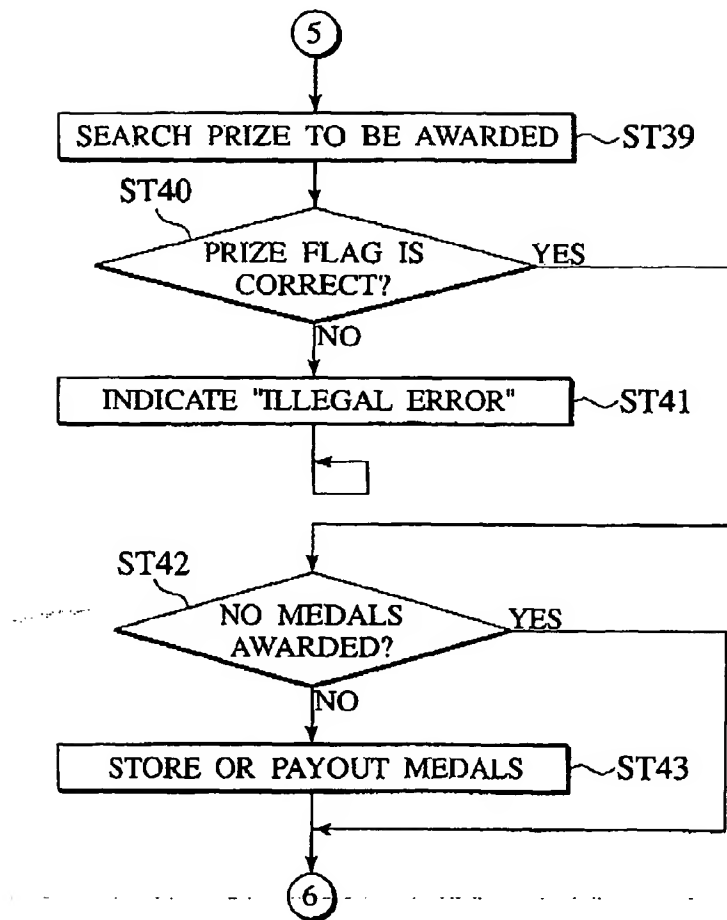 5
SEARCH PRIZE TO BE AWARDED
ST39
ST40
PRIZE FLAG IS
CORRECT?
YES
NO
INDICATE "ILLEGAL ERROR"
ST41
ST42
NO MEDALS
AWARDED?
YES
NO
STORE OR PAYOUT MEDALS
ST43
6